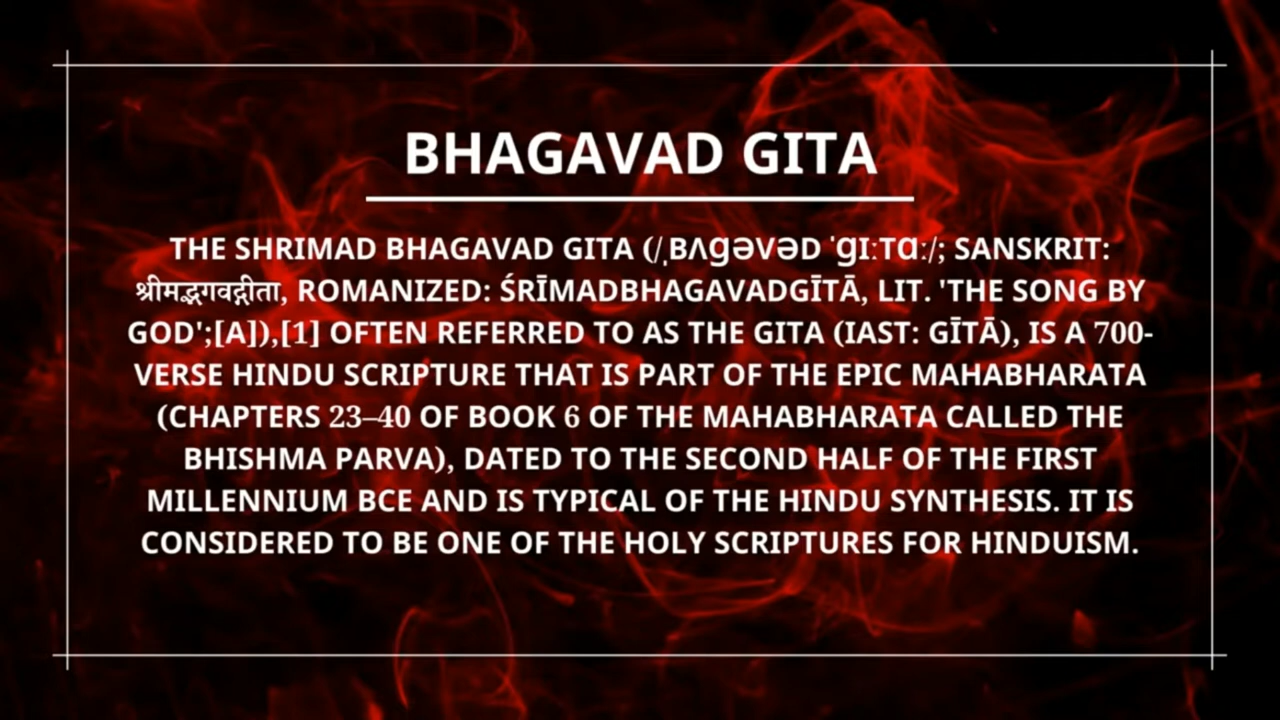 BHAGAVAD GITA
THE SHRIMAD BHAGAVAD GITA (/ˌBʌɡəVəD ˈɡIːTɑː/; SANSKRIT:
श्रीमद्भगवद्गीता, ROMANIZED: ŚRĪMADBHAGAVADGĪTĀ, LIT. 'THE SONG BY
GOD';[A]),[1] OFTEN REFERRED TO AS THE GITA (IAST: GĪTĀ), IS A 700-
VERSE HINDU SCRIPTURE THAT IS PART OF THE EPIC MAHABHARATA
(CHAPTERS 23–40 OF BOOK 6 OF THE MAHABHARATA CALLED THE
BHISHMA PARVA), DATED TO THE SECOND HALF OF THE FIRST
MILLENNIUM BCE AND IS TYPICAL OF THE HINDU SYNTHESIS. IT IS
CONSIDERED TO BE ONE OF THE HOLY SCRIPTURES FOR HINDUISM.